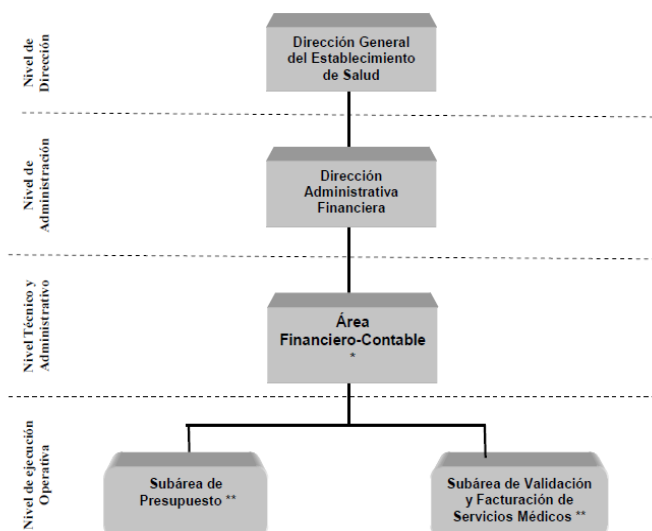 Nivel de
Dirección
Dirección General
del Establecimiento
de Salud
Nivel de
Administración
Dirección
Administrativa
Financiera
Nivel Técnico y
Administrativo
Área
Financiero-Contable
*
Nivel de ejecución
Operativa
Subárea de
Presupuesto **
Subárea de Validación
y Facturación de
Servicios Médicos **